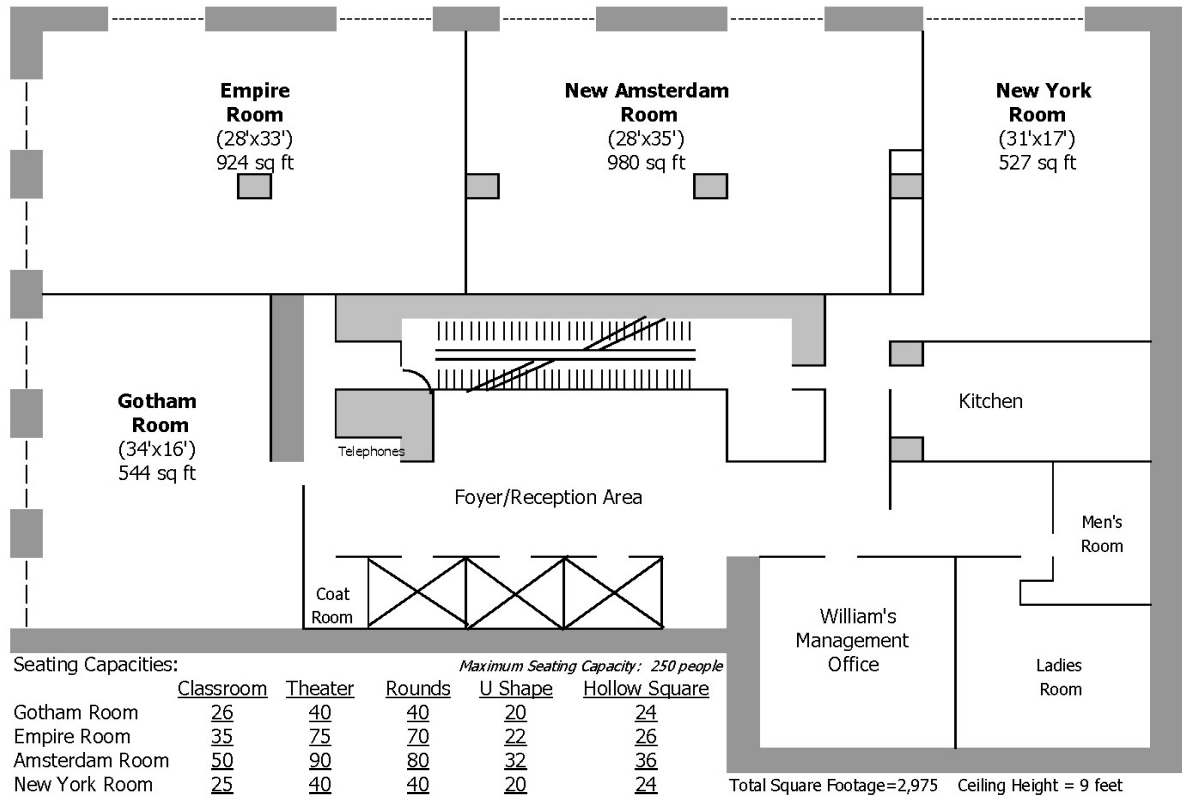 Empire
Room
(28'x33')
924 sq ft
New Amsterdam
Room
(28'x35')
980 sq ft
New York
Room
(31'x17')
527 sq ft
Gotham
Room
(34'x16')
544 sq ft
Telephones
Kitchen
Foyer/Reception Area
Men's
Room
Coat
Room
William's
Management
Office
Ladies
Room
Seating Capacities:
Maximum Seating Capacity: 250 people
Classroom Theater Rounds U Shape Hollow Square
Gotham Room 26 40 40 20 24
Empire Room 35 75 70 22 26
Amsterdam Room 50 90 80 32 36
New York Room 25 40 40 20 24
Total Square Footage=2,975 Ceiling Height = 9 feet